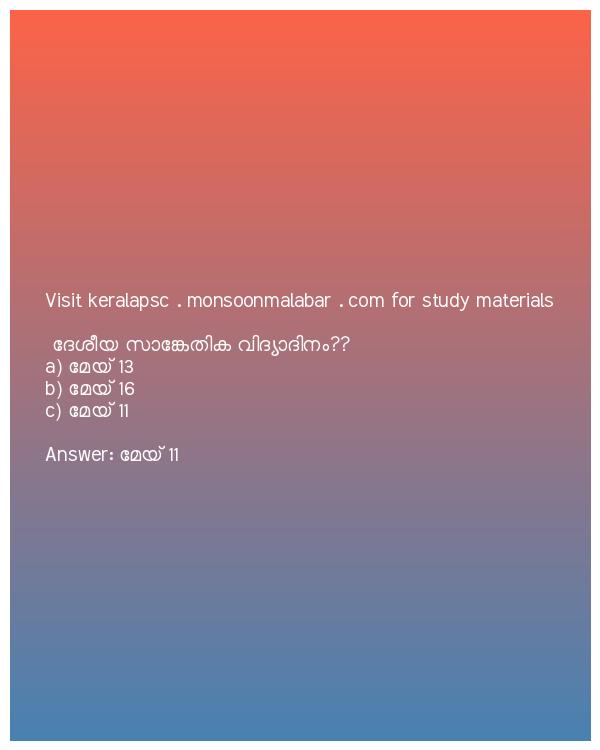 Visit keralapsc . monsoonmalabar . com for study materials
ദേശീയ സാങ്കേതിക വിദ്യാദിനം??
a) മേയ് 13
b) മേയ് 16
c) മേയ് 11
Answer: മേയ് 11